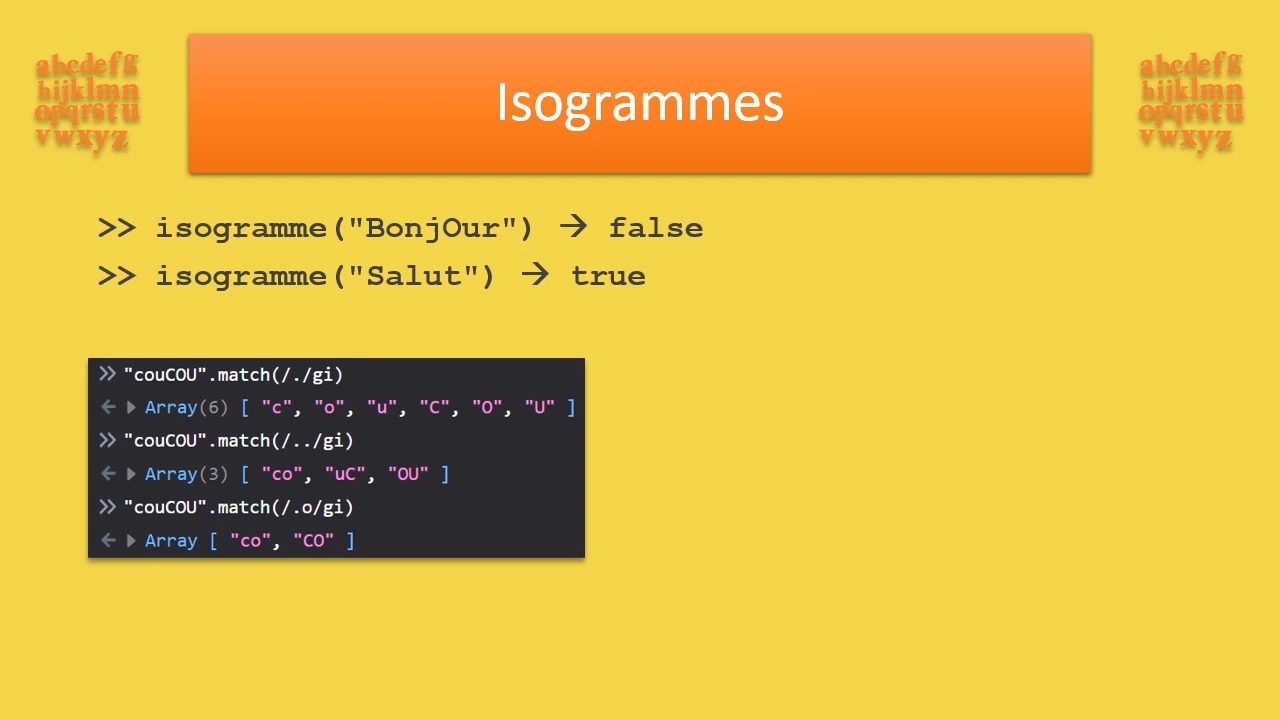 abcdefg
hijklmn
opqrstu
vwxyz
Isogrammes
abcdefg
hijklmn
opqrstu
vwxyz
>> isogramme("BonjOur") → false
>> isogramme("Salut") → true
>> "couCOU".match(/./gi)
← ▶ Array(6) [ "c", "o", "u", "C", "O", "U" ]
>> "couCOU".match(/../gi)
← ▶ Array(3) [ "co", "uC", "OU" ]
>> "couCOU".match(/.o/gi)
← ▶ Array [ "co", "CO" ]